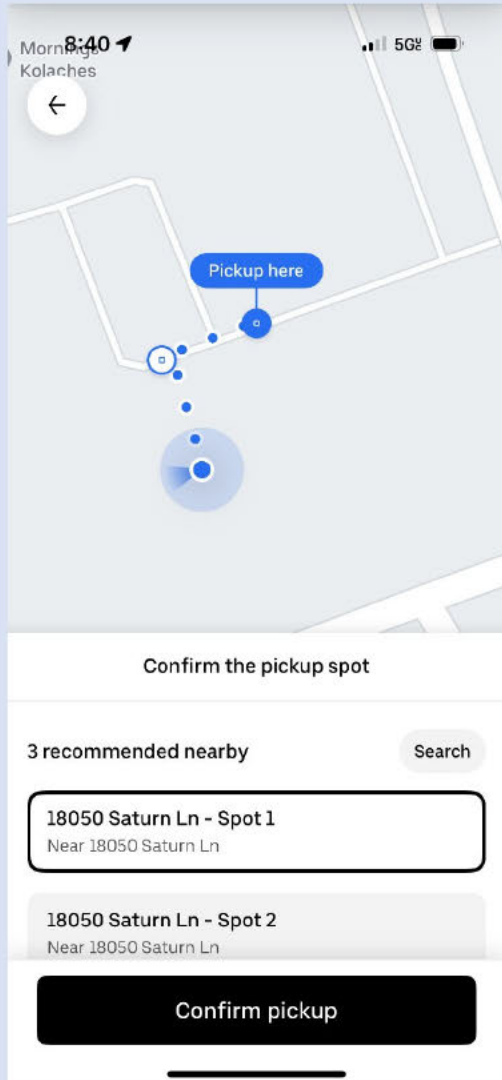 8:40
5G
Kolaches
Pickup here
Confirm the pickup spot
3 recommended nearby
Search
18050 Saturn Ln - Spot 1
Near 18050 Saturn Ln
18050 Saturn Ln - Spot 2
Near 18050 Saturn Ln
Confirm pickup